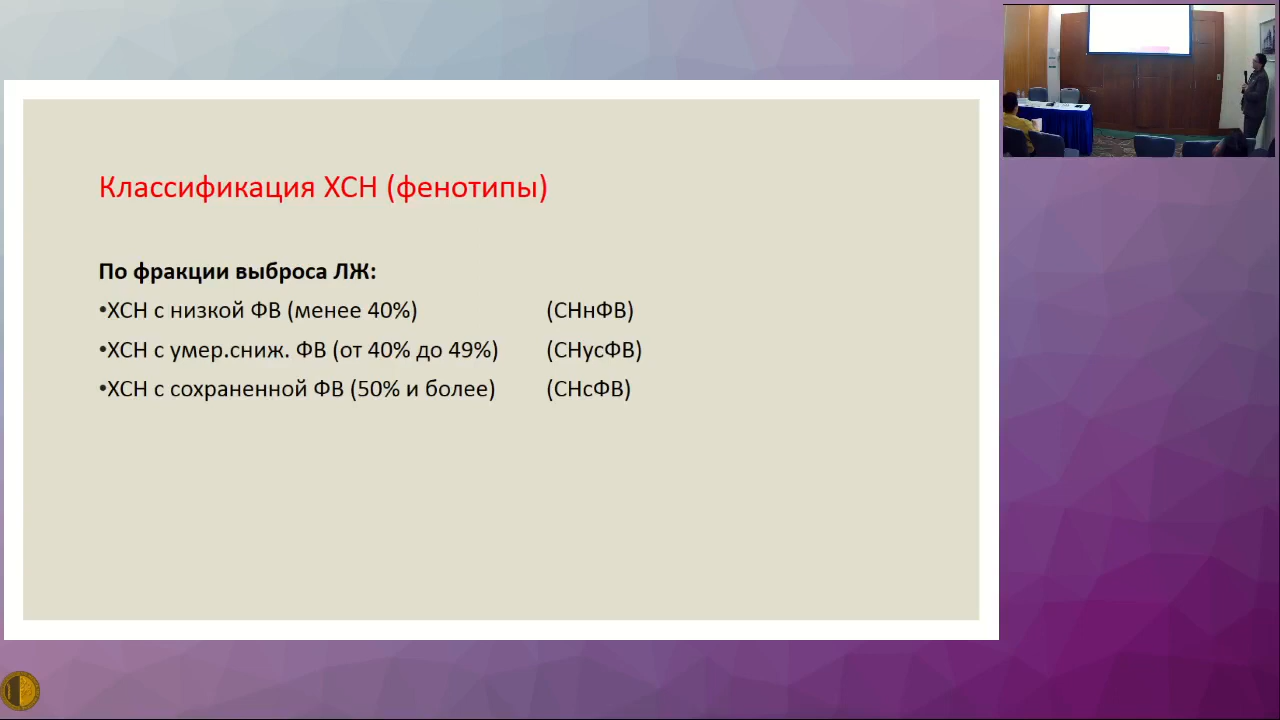 Классификация ХСН (фенотипы)
По фракции выброса ЛЖ:
•ХСН с низкой ФВ (менее 40%) (СНнФВ)
•ХСН с умер.сниж. ФВ (от 40% до 49%) (СНусФВ)
•ХСН с сохраненной ФВ (50% и более) (СНсФВ)